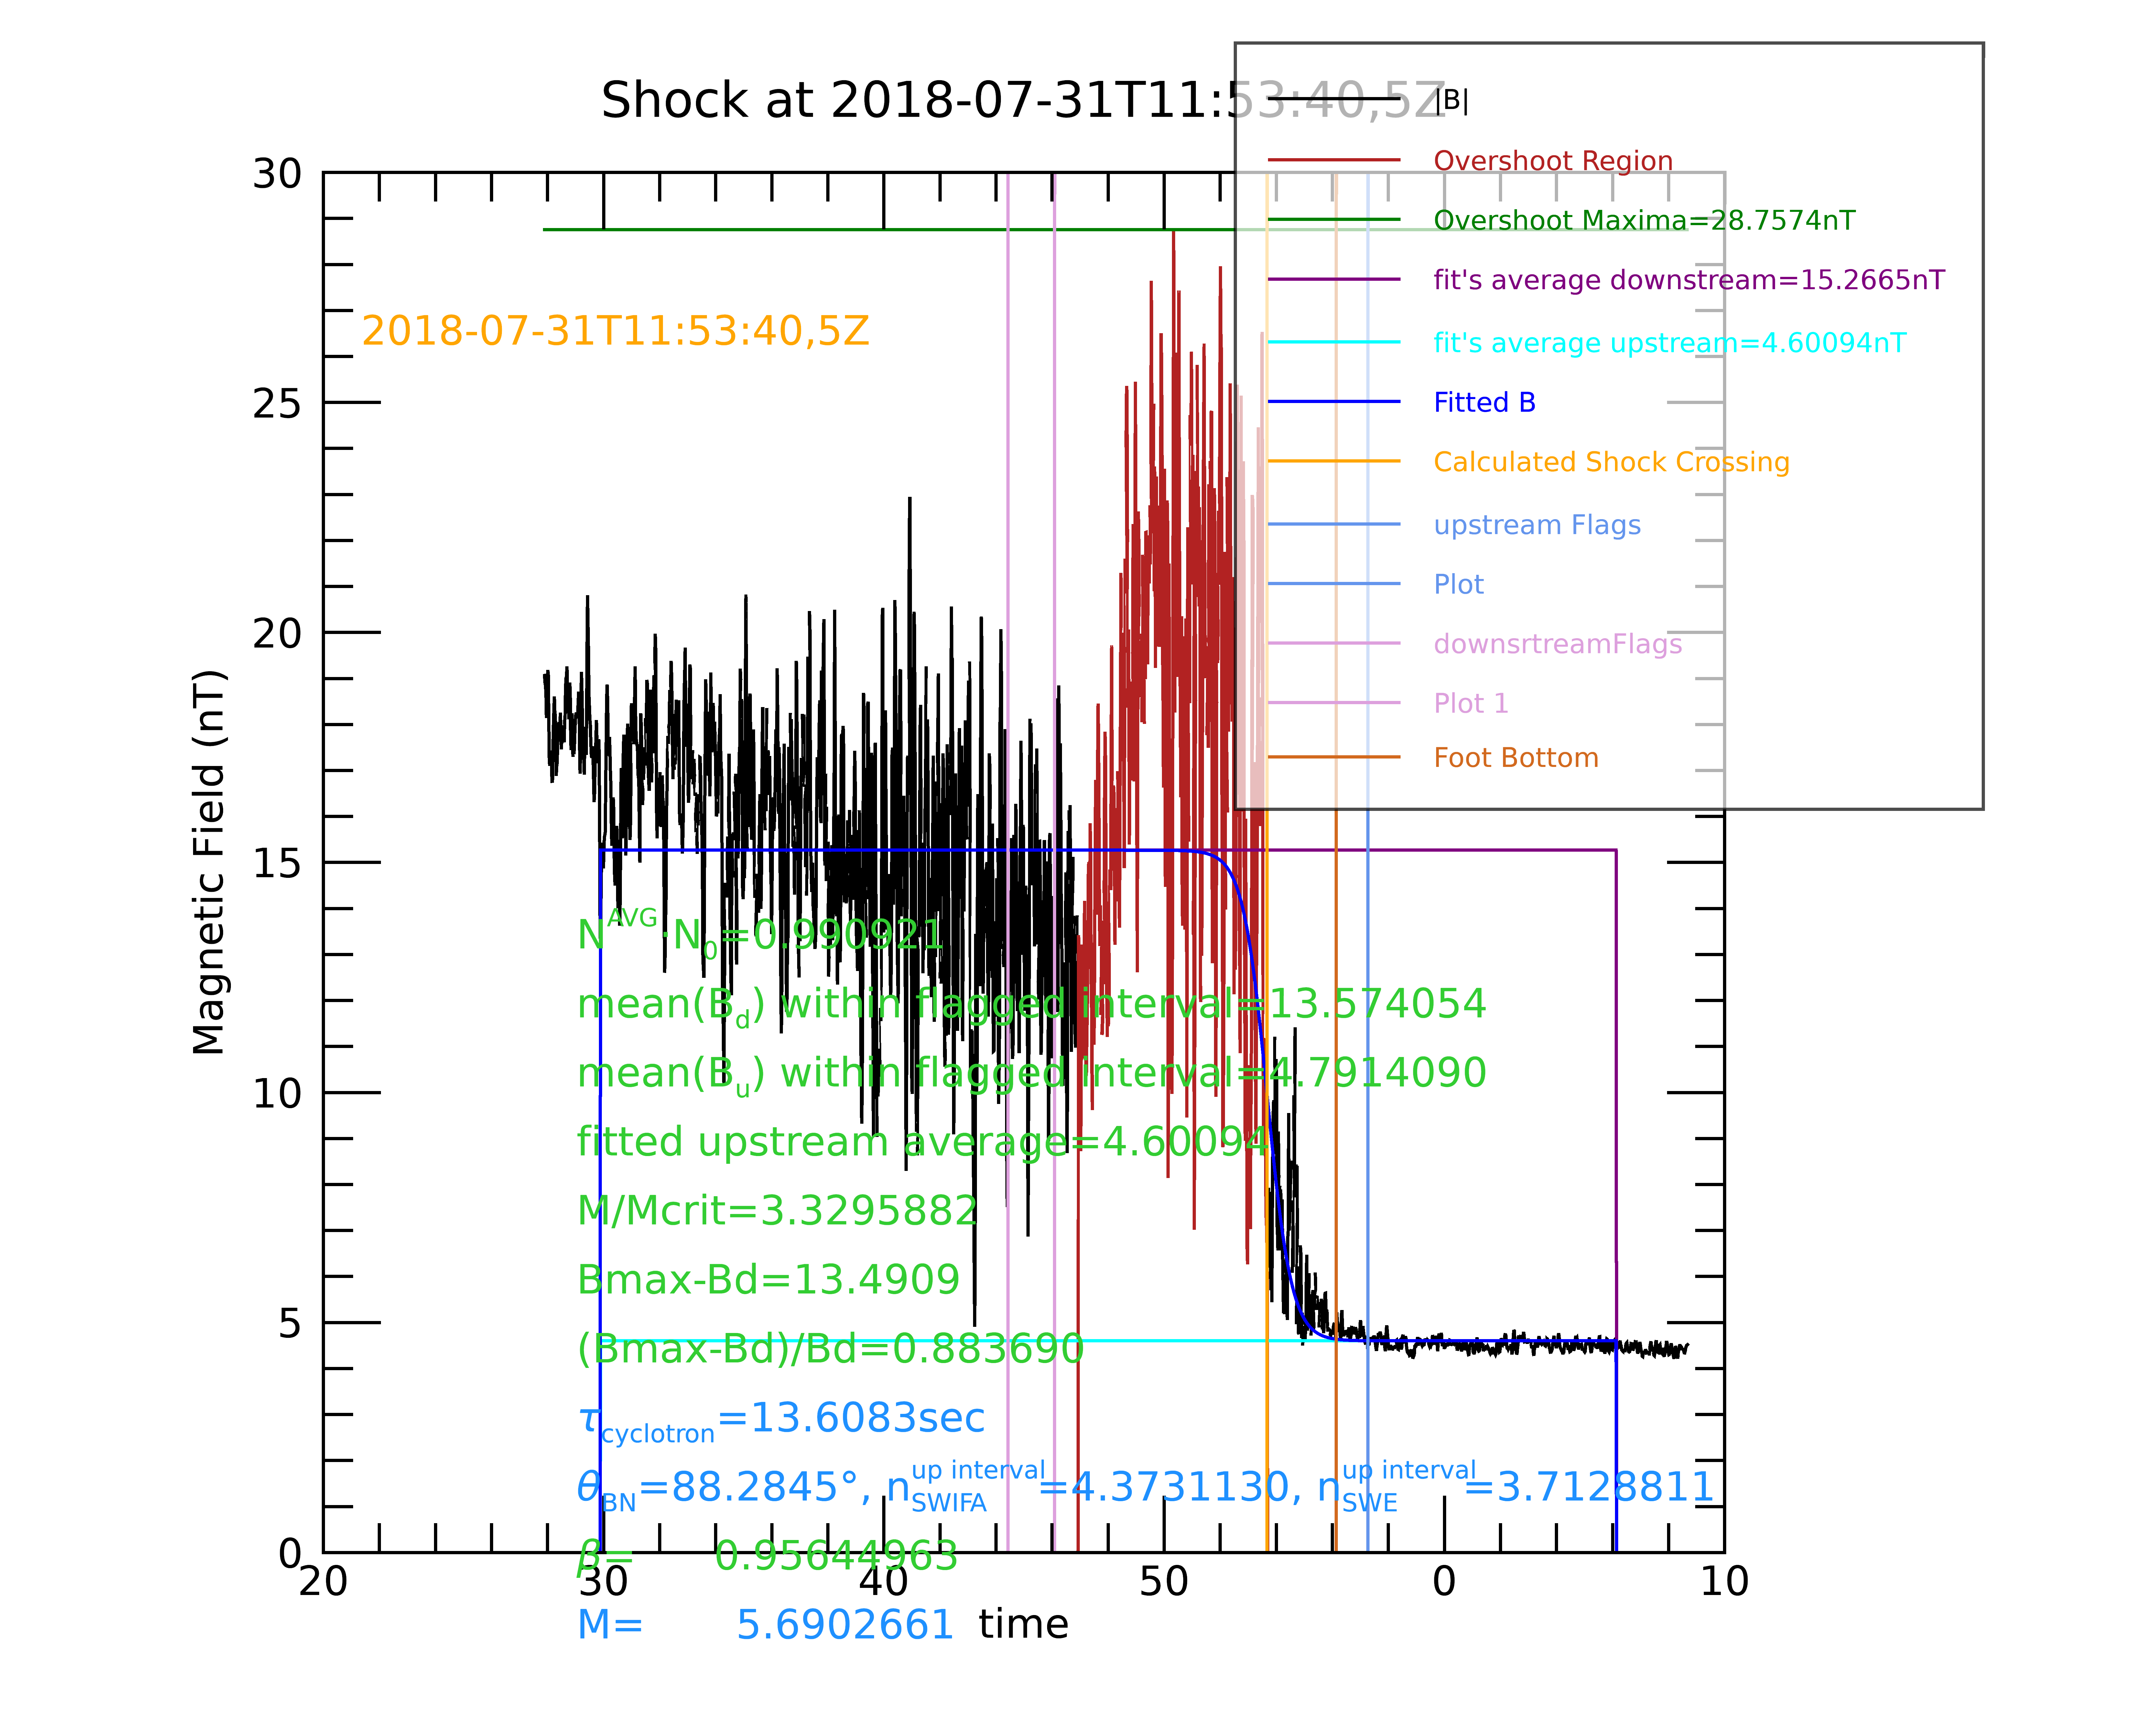 Shock at 2018-07-31T11:53:40,5Z
|B|
Overshoot Region
Overshoot Maxima=28.7574nT
fit's average downstream=15.2665nT
fit's average upstream=4.60094nT
Fitted B
Calculated Shock Crossing
upstream Flags
Plot
downsrtreamFlags
Plot 1
Foot Bottom
2018-07-31T11:53:40,5Z
Magnetic Field (nT)
30
25
20
15
10
5
0
N^AVG·N_0=0.990921
mean(B_d) within flagged interval=13.574054
mean(B_u) within flagged interval=4.7914090
fitted upstream average=4.60094
M/Mcrit=3.3295882
Bmax-Bd=13.4909
(Bmax-Bd)/Bd=0.883690
τ_cyclotron=13.6083sec
θ_BN=88.2845°, n_SWIFA^up interval=4.3731130, n_SWE^up interval=3.7128811
β= 0.95644963
M= 5.6902661
20 30 40 50 0 10
time